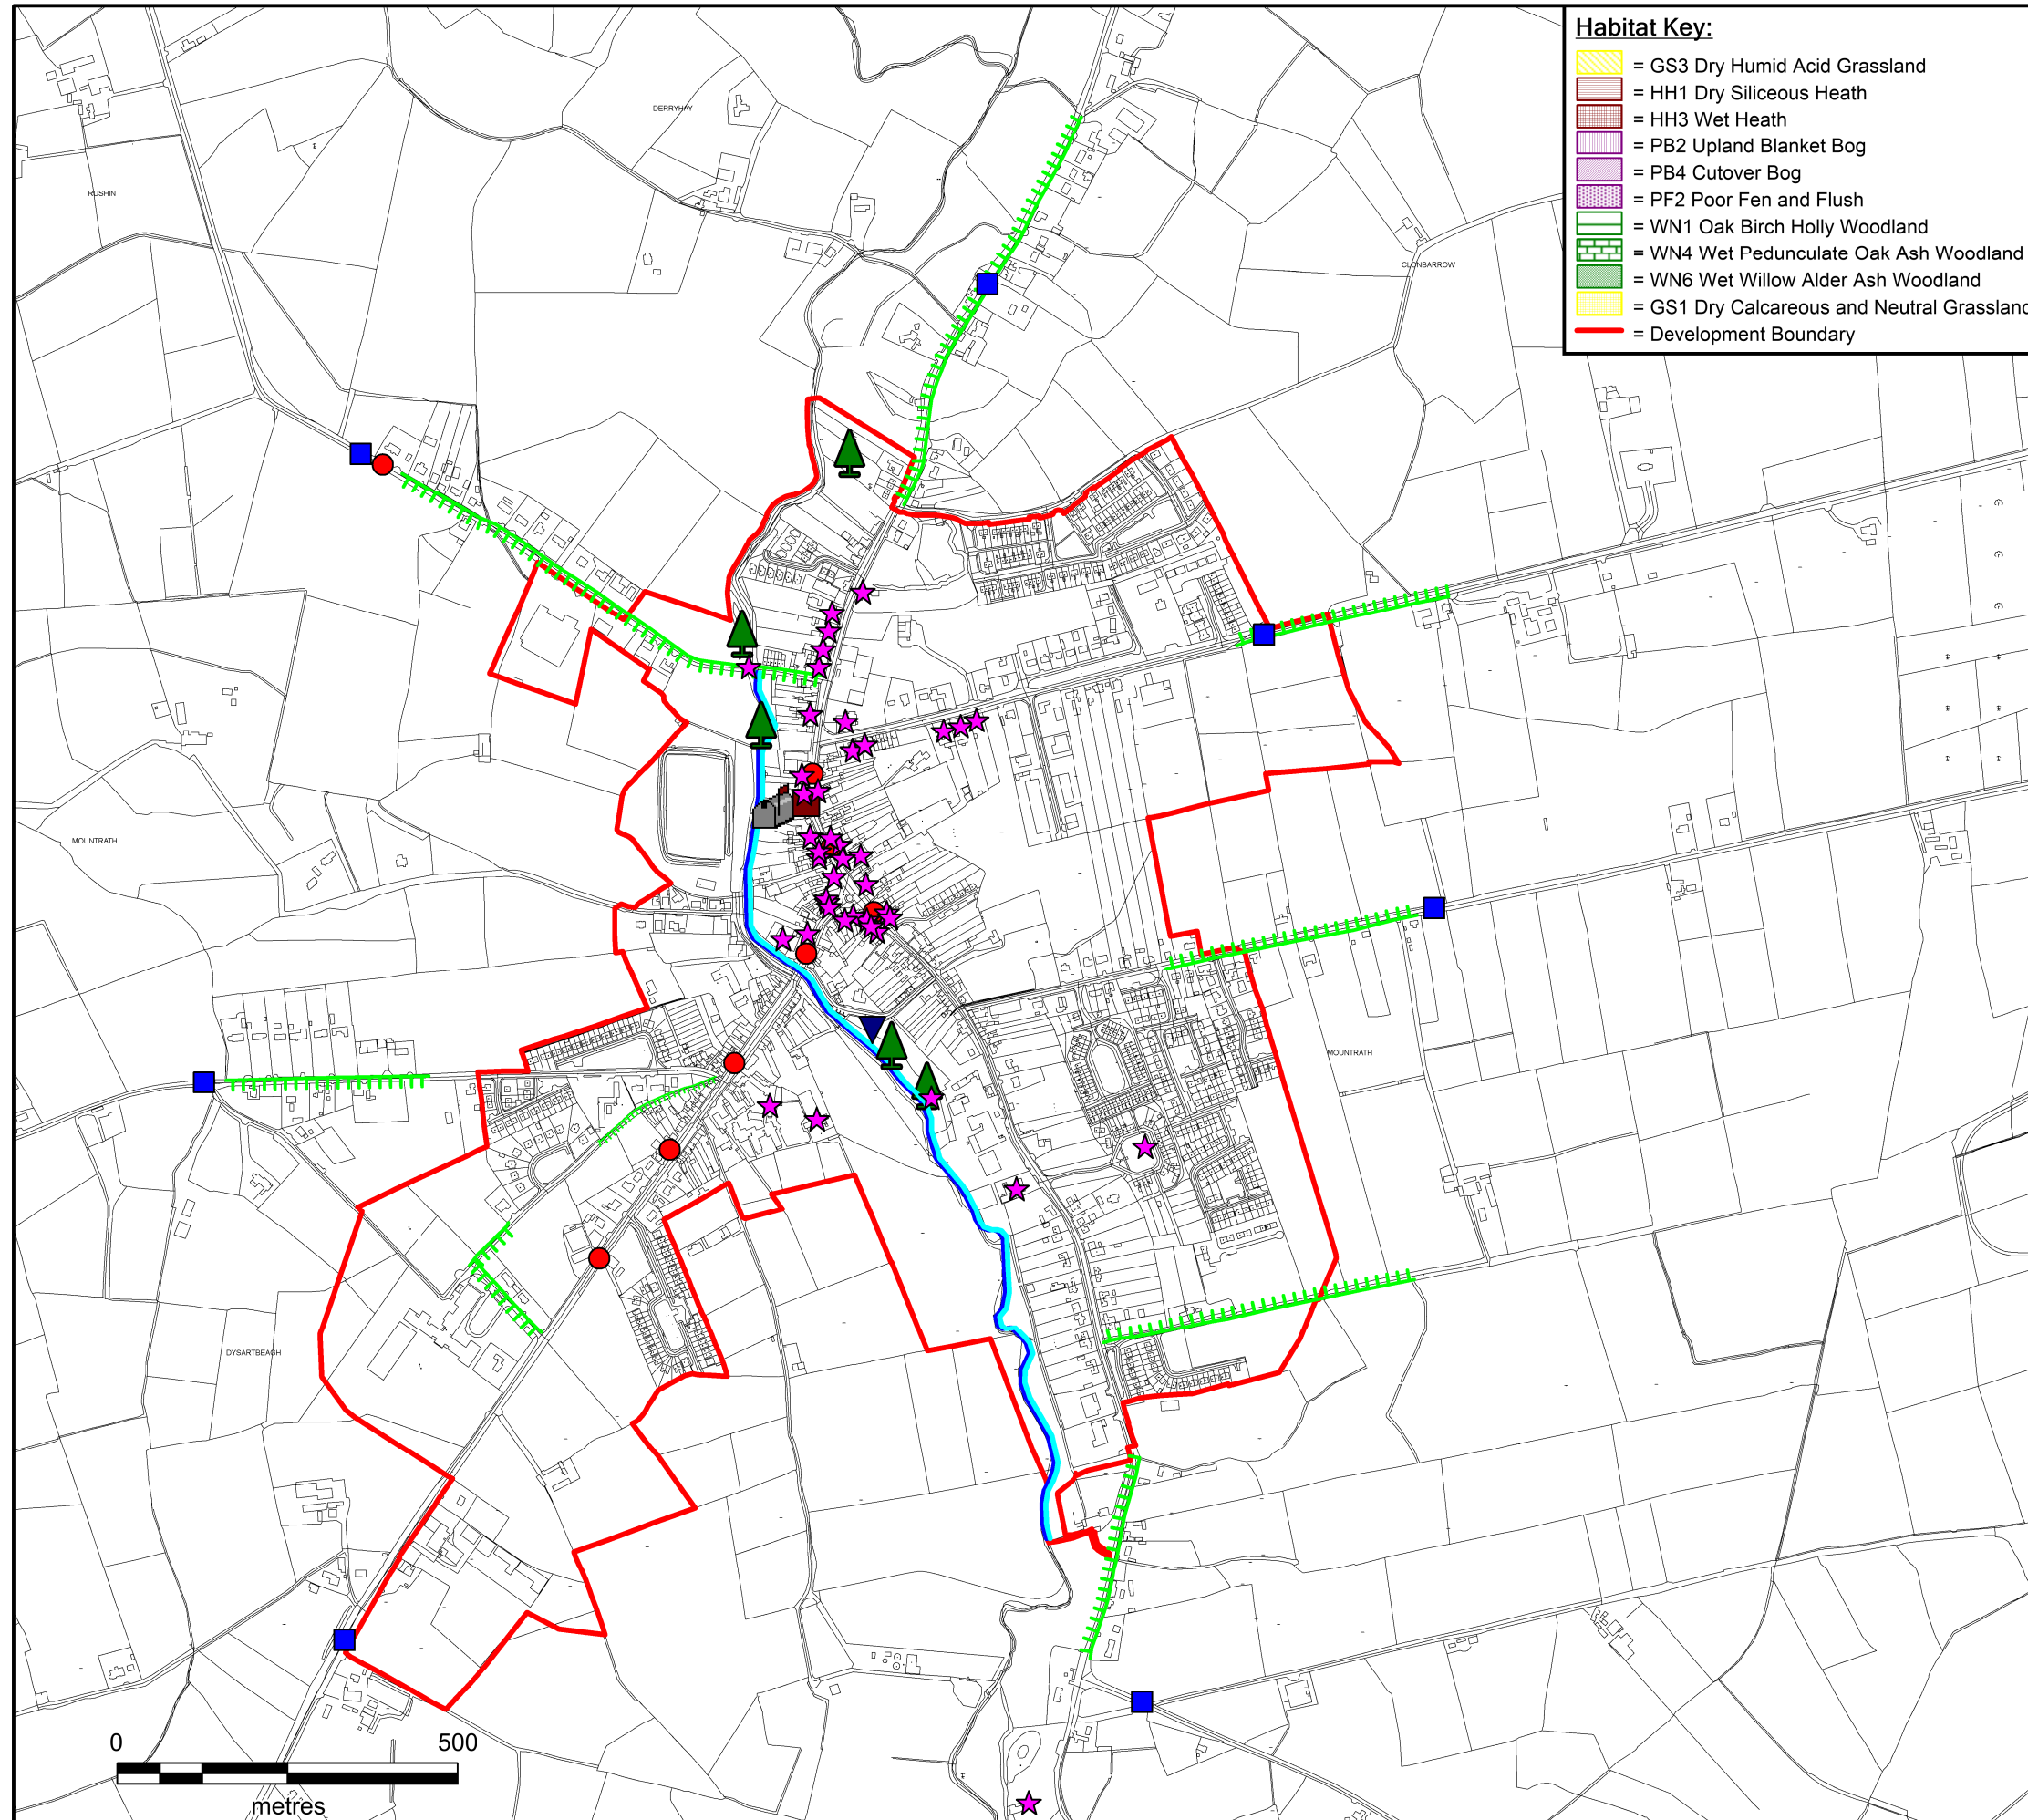 Habitat Key:
= GS3 Dry Humid Acid Grassland
= HH1 Dry Siliceous Heath
= HH3 Wet Heath
= PB2 Upland Blanket Bog
= PB4 Cutover Bog
= PF2 Poor Fen and Flush
= WN1 Oak Birch Holly Woodland
= WN4 Wet Pedunculate Oak Ash Woodland
= WN6 Wet Willow Alder Ash Woodland
= GS1 Dry Calcareous and Neutral Grassland
= Development Boundary
DERRYHAY
RUSHIN
CLONBARROW
MOUNTRATH
MOUNTRATH
DYSARTBEAGH
0 500
metres